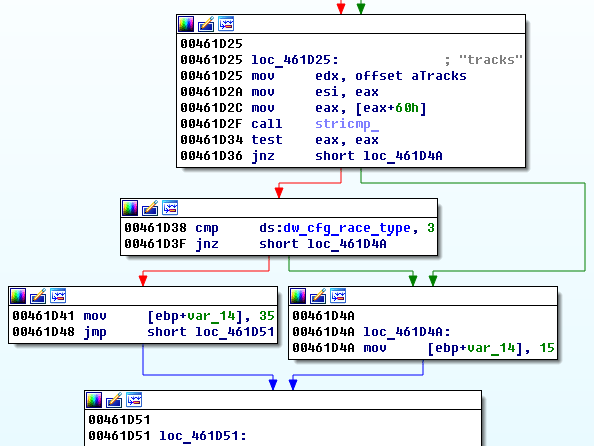 00461D25
00461D25 loc_461D25: ; "tracks"
00461D25 mov edx, offset aTracks
00461D2A mov esi, eax
00461D2C mov eax, [eax+60h]
00461D2F call stricmp_
00461D34 test eax, eax
00461D36 jnz short loc_461D4A
00461D38 cmp ds:dw_cfg_race_type, 3
00461D3F jnz short loc_461D4A
00461D41 mov [ebp+var_14], 35
00461D48 jmp short loc_461D51
00461D4A
00461D4A loc_461D4A:
00461D4A mov [ebp+var_14], 15
00461D51
00461D51 loc_461D51: